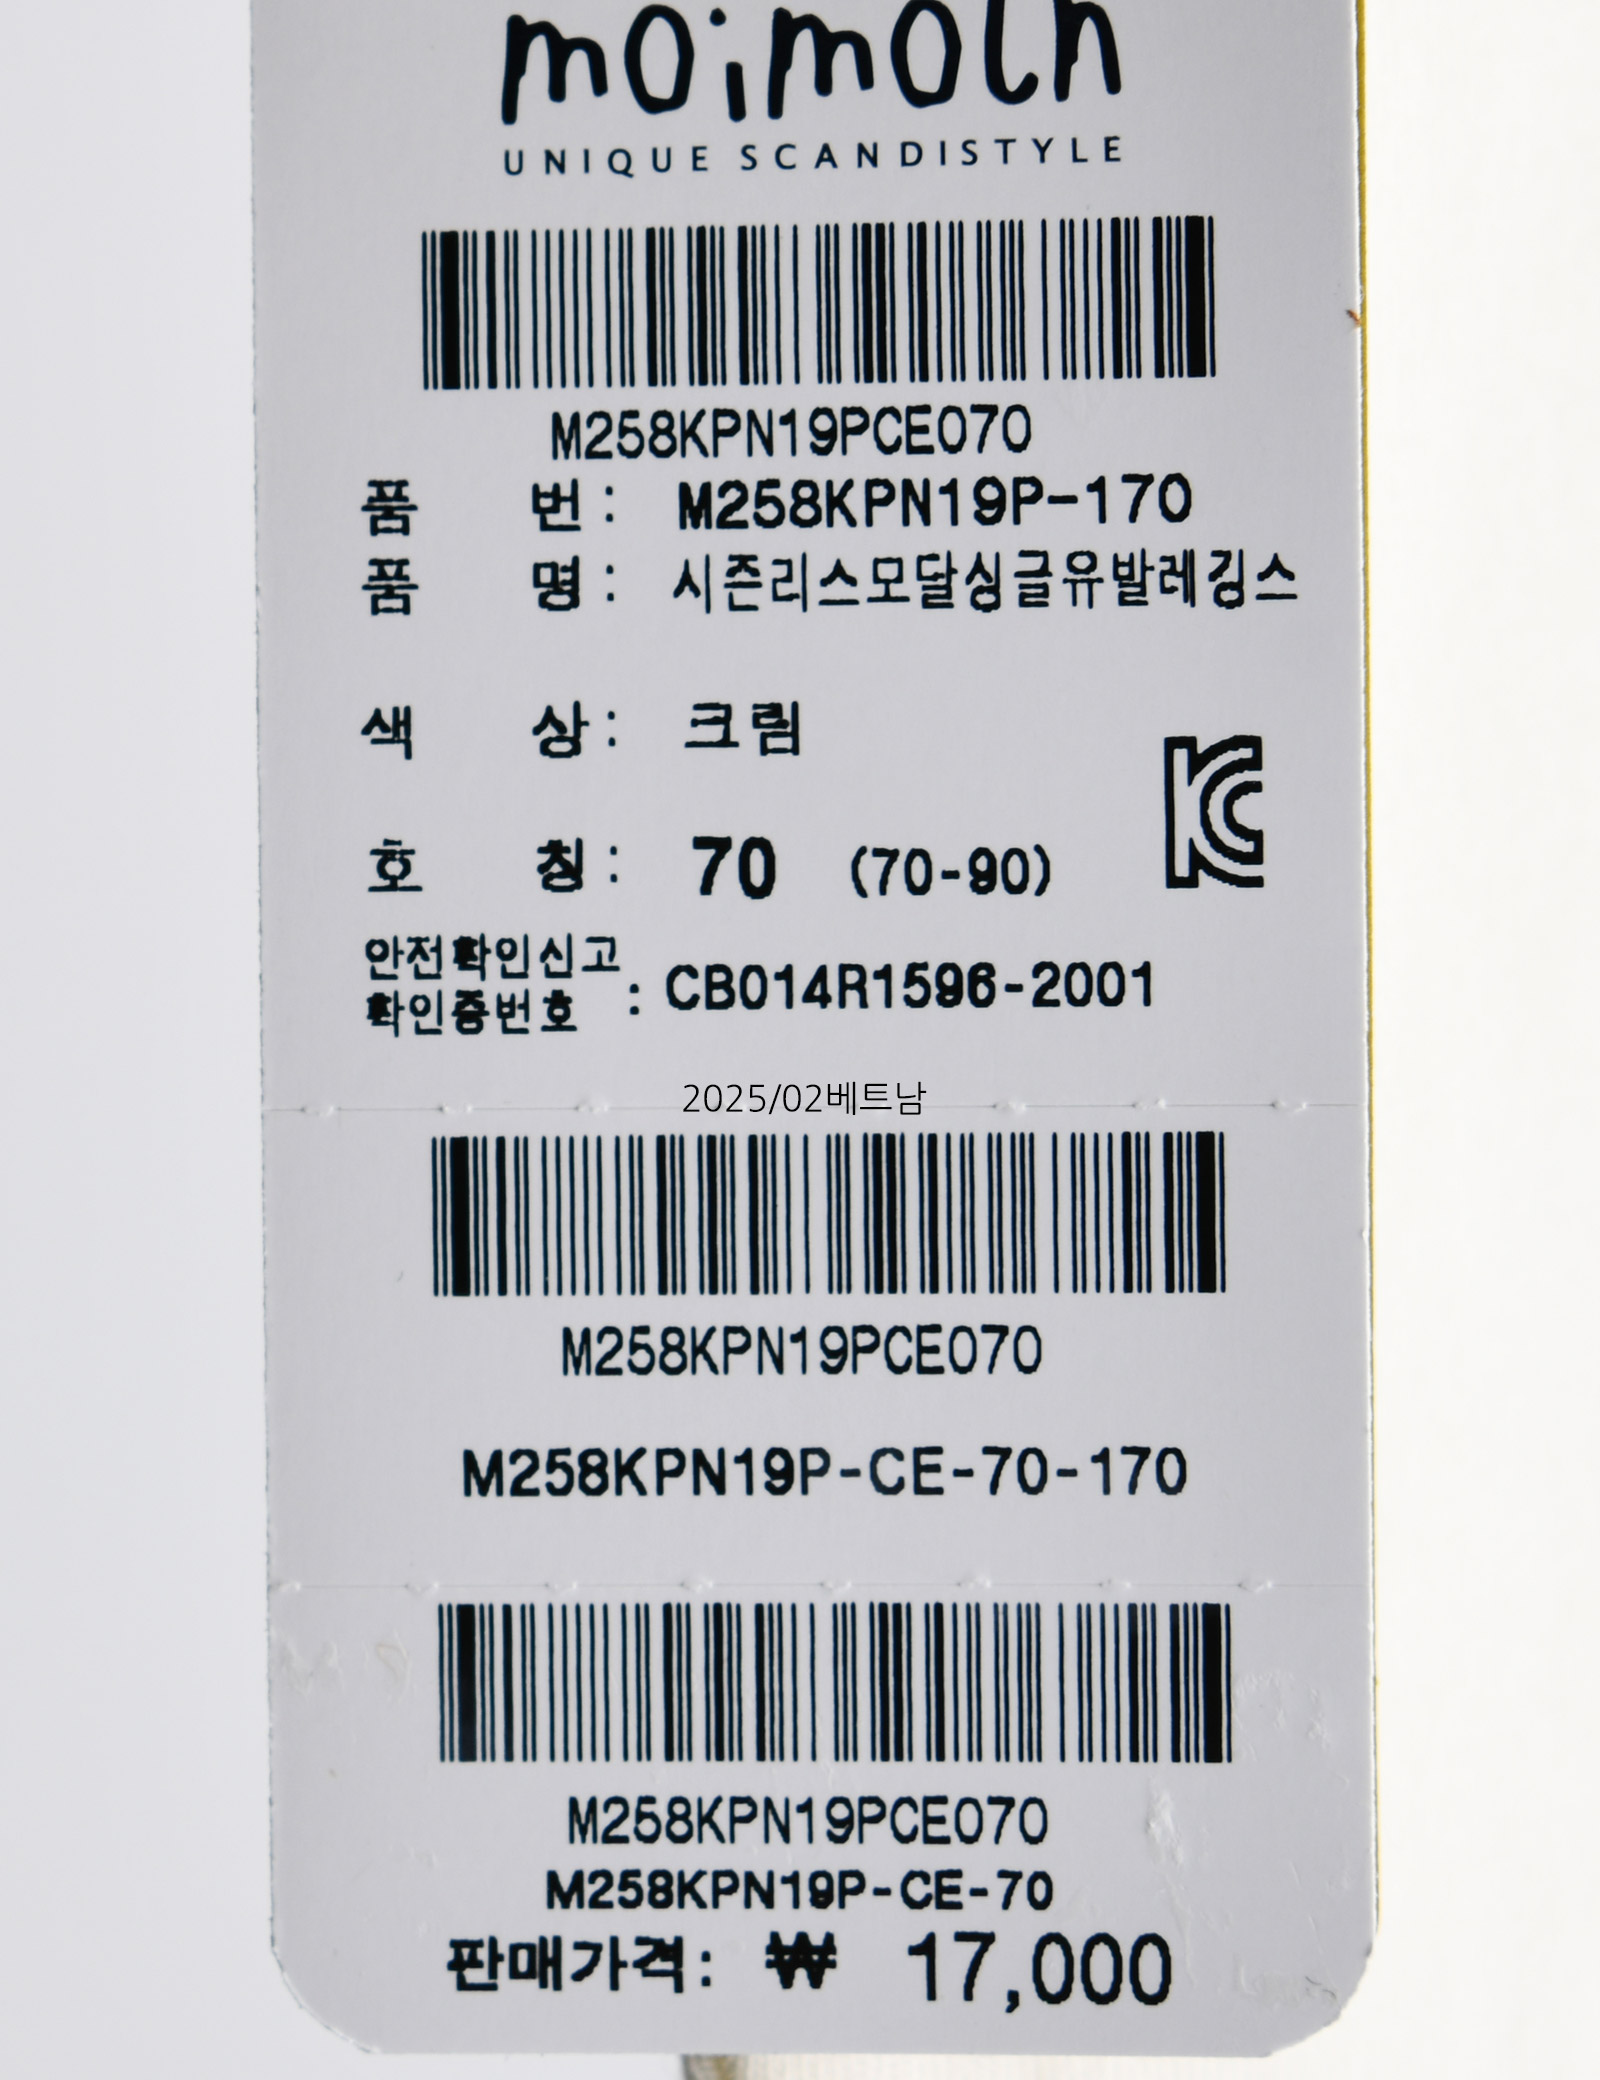 moimoln
UNIQUE SCANDISTYLE
M258KPN19PCE070
품 번 : M258KPN19P-170
품 명 : 시즌리스모달싱글유발레깅스
색 상 : 크림
호 칭 : 70 (70-90)
안전확인신고
확인증번호 : CB014R1596-2001
2025/02베트남
M258KPN19PCE070
M258KPN19P-CE-70-170
M258KPN19PCE070
M258KPN19P-CE-70
판매가격: ₩ 17,000